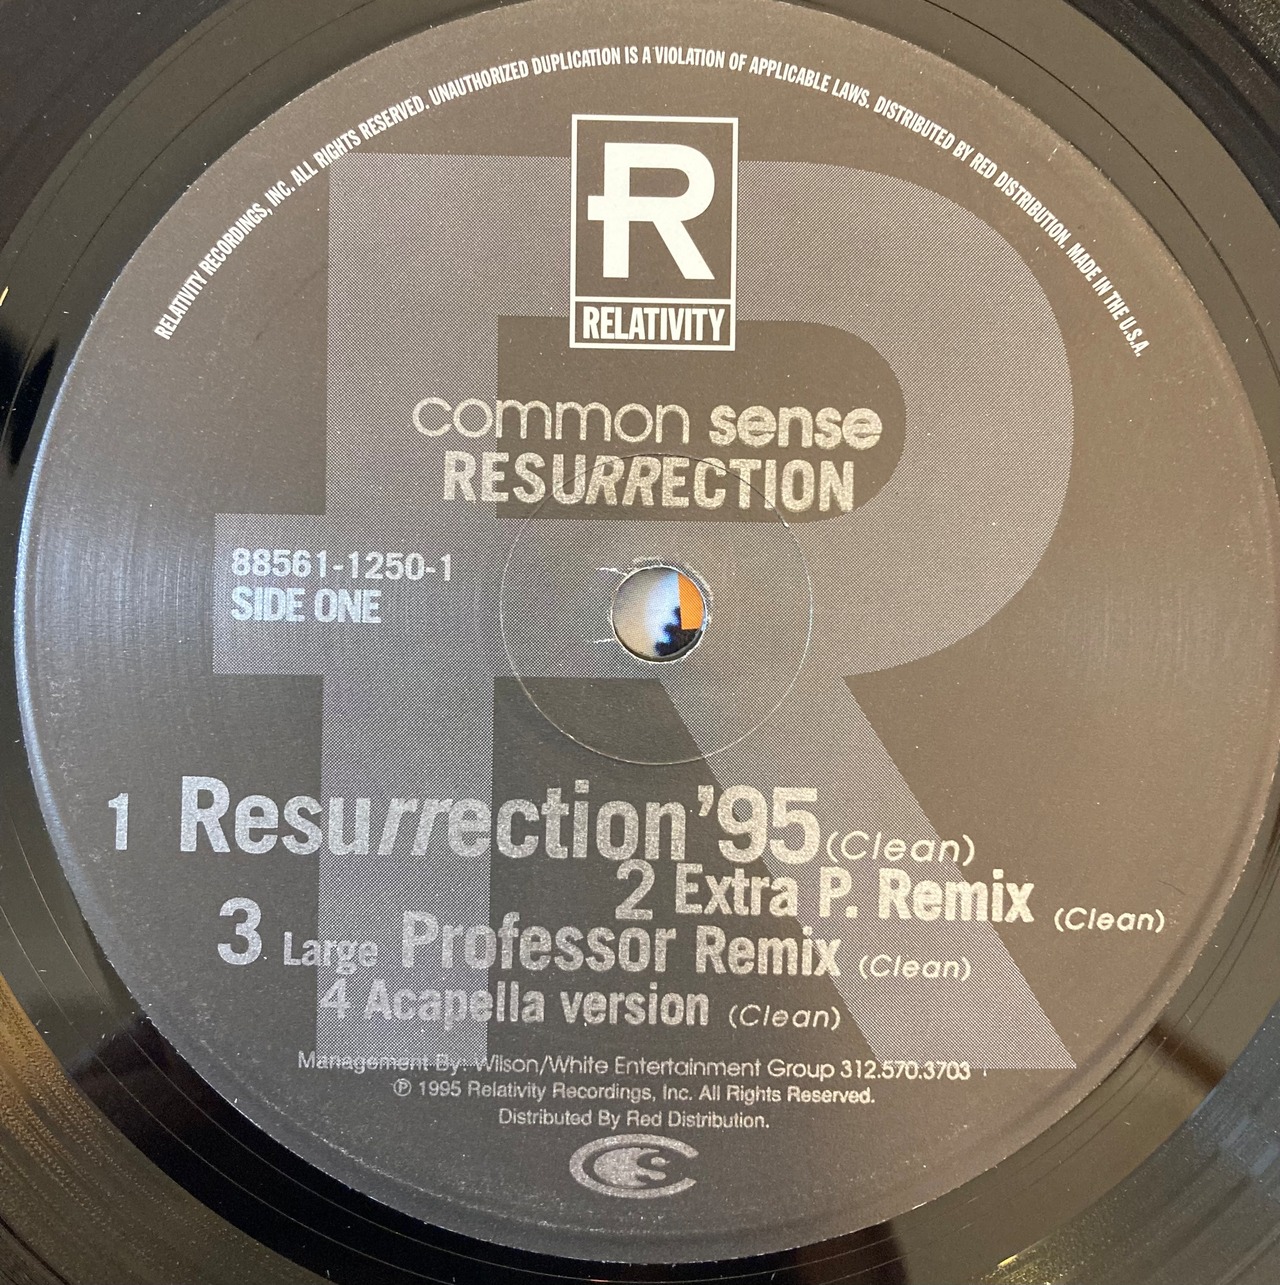 RELATIVITY RECORDINGS, INC. ALL RIGHTS RESERVED. UNAUTHORIZED DUPLICATION IS A VIOLATION OF APPLICABLE LAWS. DISTRIBUTED BY RED DISTRIBUTION. MADE IN THE U.S.A.
R
RELATIVITY
common sense
RESURRECTION
88561-1250-1
SIDE ONE
1 Resurrection '95 (Clean)
2 Extra P. Remix (Clean)
3 Large Professor Remix (Clean)
4 Acapella version (Clean)
Management By: Wilson/White Entertainment Group 312.570.3703
℗ 1995 Relativity Recordings, Inc. All Rights Reserved.
Distributed By Red Distribution.
CS